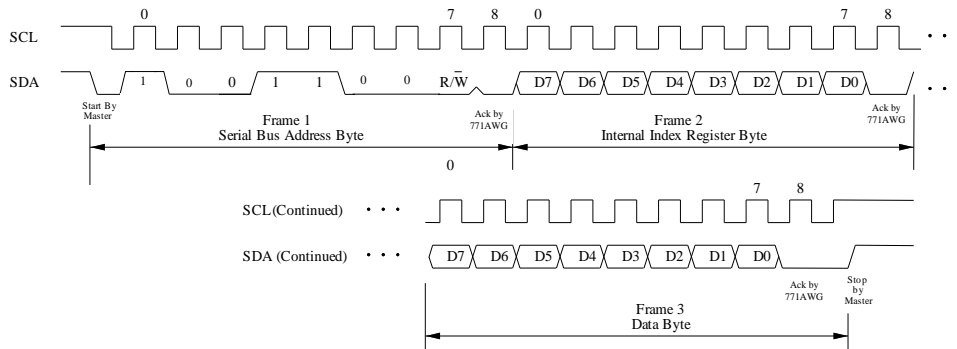 0 7 8 0 7 8
SCL
SDA 1 0 0 1 1 0 0 R/W̅ D7 D6 D5 D4 D3 D2 D1 D0
Start By
Master
Ack by
771AWG
Ack by
771AWG
Frame 1
Serial Bus Address Byte
Frame 2
Internal Index Register Byte
0
7 8
SCL (Continued)
SDA (Continued) D7 D6 D5 D4 D3 D2 D1 D0
Ack by
771AWG
Stop
by
Master
Frame 3
Data Byte